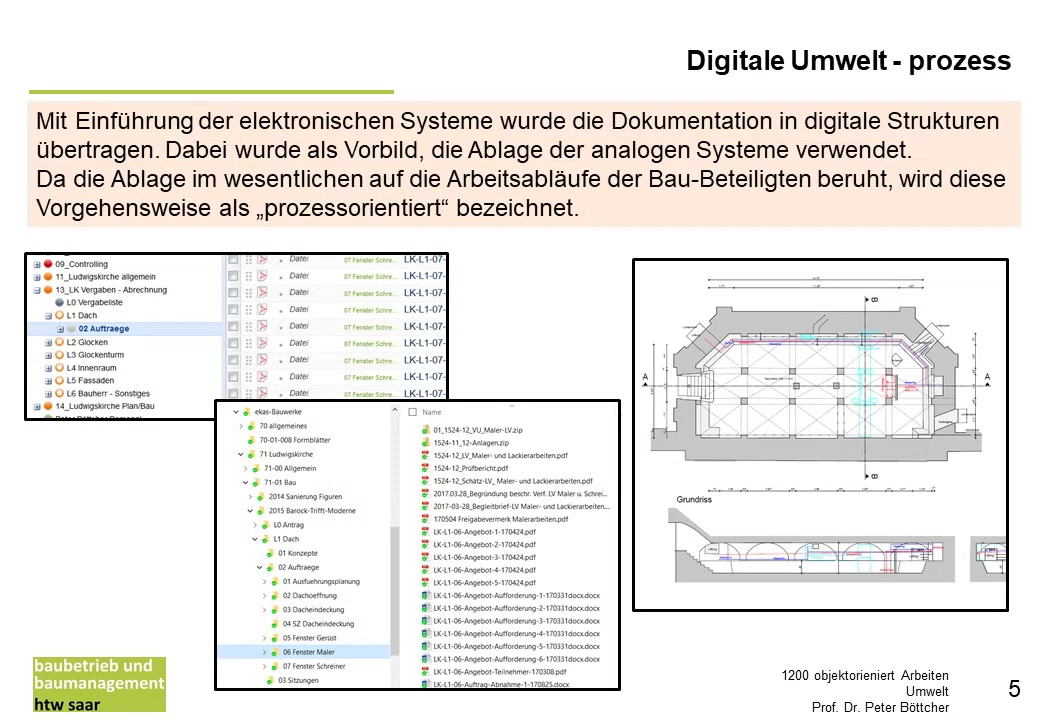 Digitale Umwelt - prozess
Mit Einführung der elektronischen Systeme wurde die Dokumentation in digitale Strukturen
übertragen. Dabei wurde als Vorbild, die Ablage der analogen Systeme verwendet.
Da die Ablage im wesentlichen auf die Arbeitsabläufe der Bau-Beteiligten beruht, wird diese
Vorgehensweise als „prozessorientiert“ bezeichnet.
09_Controlling
11_Ludwigskirche allgemein
13_LK Vergaben - Abrechnung
L0 Vergabeliste
L1 Dach
02 Auftraege
L2 Glocken
L3 Glockenturm
L4 Innenraum
L5 Fassaden
L6 Bauherr - Sonstiges
14_Ludwigskirche Plan/Bau
Datei 07 Fenster Schre... LK-L1-07-
Datei 07 Fenster Schre... LK-L1-07-
Datei 07 Fenster Schre... LK-L1-07-
Datei 07 Fenster Schre... LK-L1-07-
Datei 07 Fenster Schre... LK-L1-07-
Datei 07 Fenster Schre... LK-L1-07-
Datei 07 Fenster Schre... LK-L1-07-
Datei 07 Fenster Schre... LK-L1-07-
Datei 07 Fenster Schre... LK-L1-07-
ekas-Bauwerke
70 allgemeines
70-01-008 Formblätter
71 Ludwigskirche
71-00 Allgemein
71-01 Bau
2014 Sanierung Figuren
2015 Barock-Trifft-Moderne
L0 Antrag
L1 Dach
01 Konzepte
02 Auftraege
01 Ausfuehrungsplanung
02 Dachoeffnung
03 Dacheindeckung
04 SZ Dacheindeckung
05 Fenster Gerüst
06 Fenster Maler
07 Fenster Schreiner
03 Sitzungen
Name
01_1524-12_VU_Maler-LV.zip
1524-11_12-Anlagen.zip
1524-12_LV_Maler- und Lackierarbeiten.pdf
1524-12_Prüfbericht.pdf
1524-12_Schätz-LV_ Maler- und Lackierarbeiten.pdf
2017.03.28_Begründung beschr. Verf. LV Maler u. Schrei...
2017-03-28_Begleitbrief-LV Maler- und Lackierarbeiten...
170504 Freigabevermerk Malerarbeiten.pdf
LK-L1-06-Angebot-1-170424.pdf
LK-L1-06-Angebot-2-170424.pdf
LK-L1-06-Angebot-3-170424.pdf
LK-L1-06-Angebot-4-170424.pdf
LK-L1-06-Angebot-5-170424.pdf
LK-L1-06-Angebot-Aufforderung-1-170331docx.docx
LK-L1-06-Angebot-Aufforderung-2-170331docx.docx
LK-L1-06-Angebot-Aufforderung-3-170331docx.docx
LK-L1-06-Angebot-Aufforderung-4-170331docx.docx
LK-L1-06-Angebot-Aufforderung-5-170331docx.docx
LK-L1-06-Angebot-Aufforderung-6-170331docx.docx
LK-L1-06-Angebot-Teilnehmer-170308.pdf
LK-L1-06-Auftrag-Abnahme-1-170825.docx
B
A
A
B
Grundriss
baubetrieb und
baumanagement
htw saar
1200 objektorieniert Arbeiten
Umwelt
Prof. Dr. Peter Böttcher
5